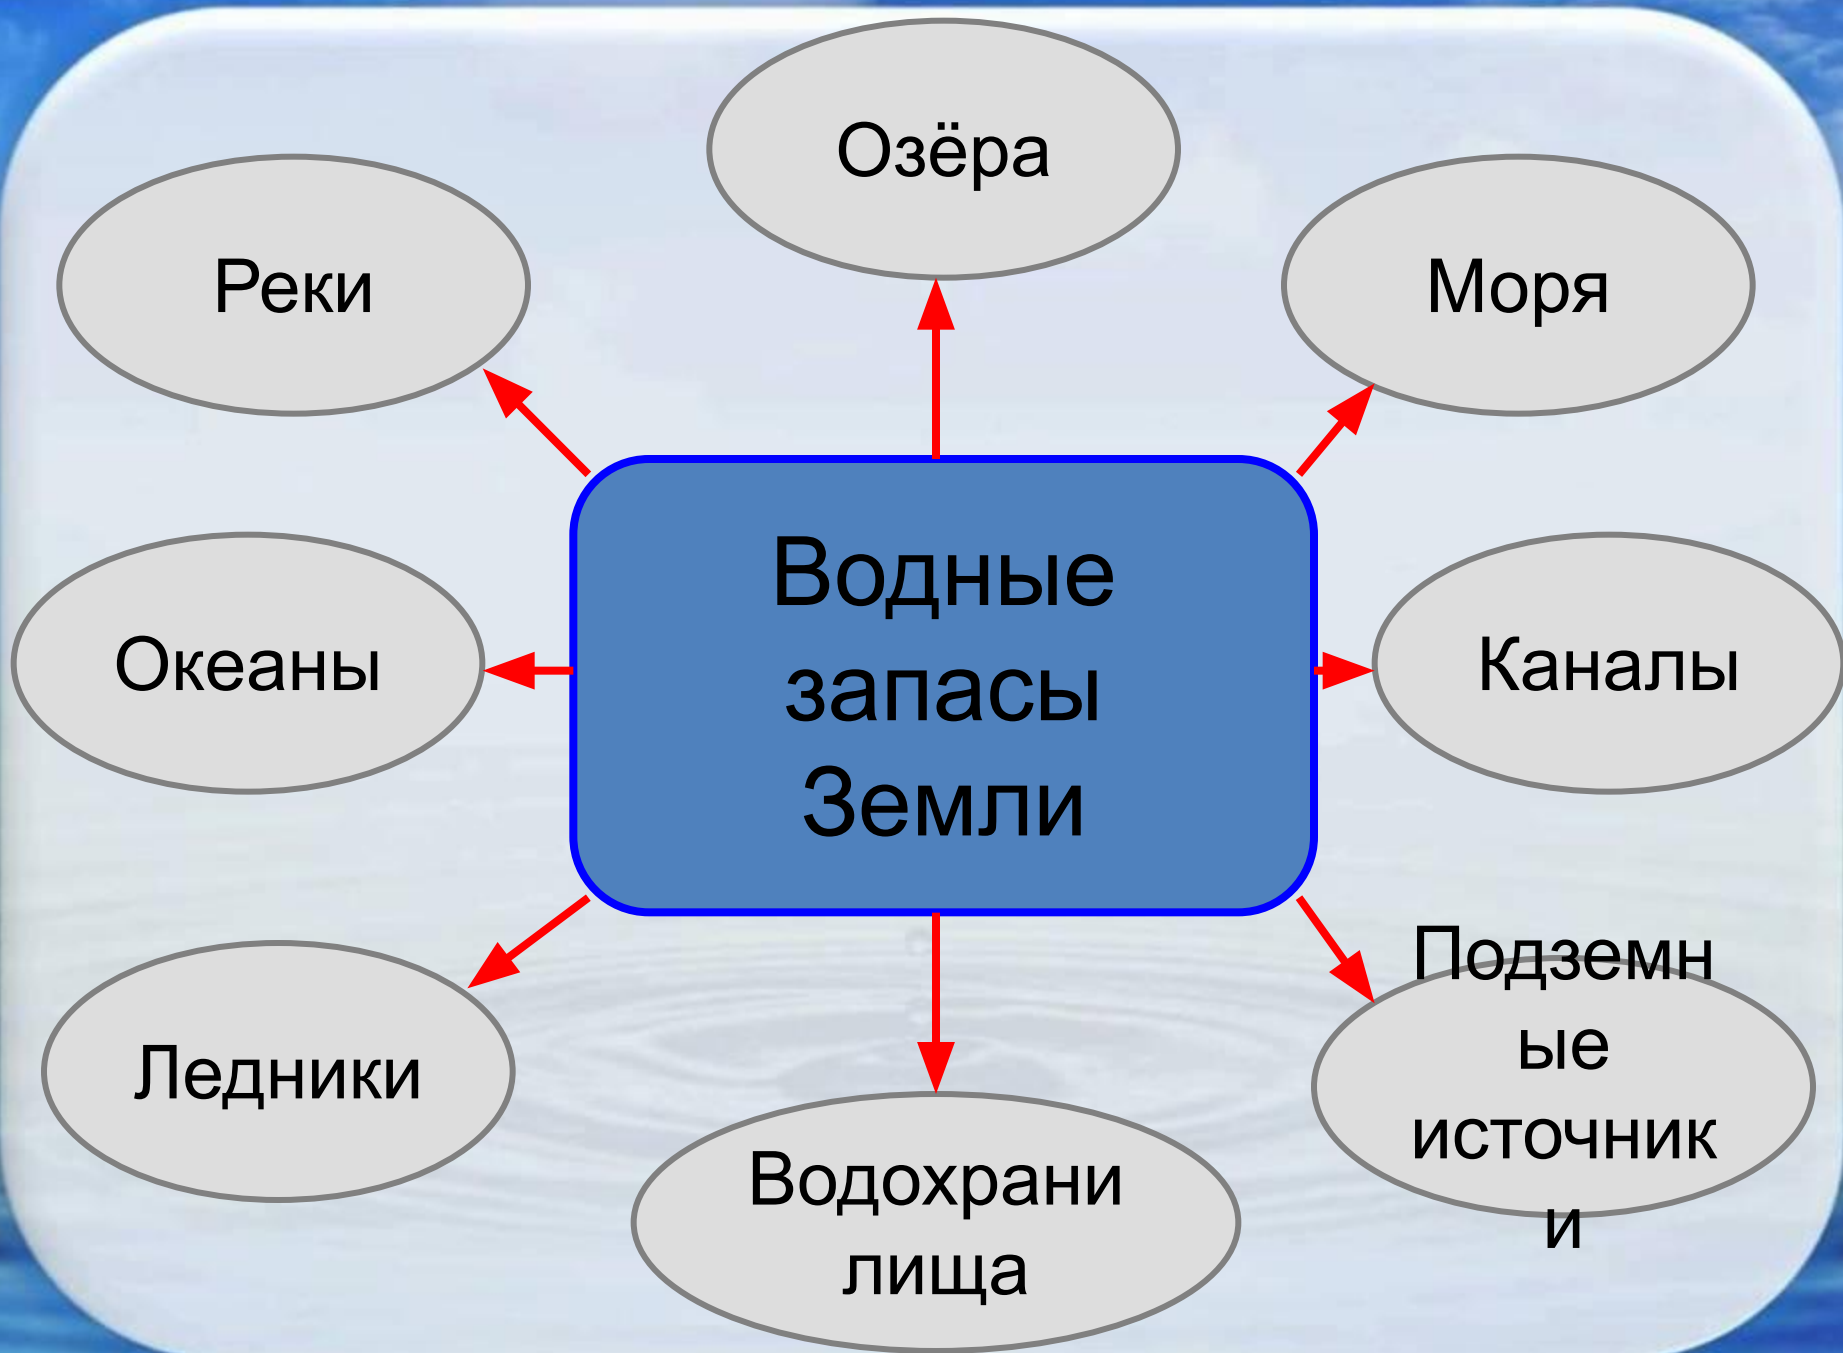 Озёра
Реки
Моря
Водные
запасы
Земли
Океаны
Каналы
Ледники
Подземн
ые
источник
и
Водохрани
лища